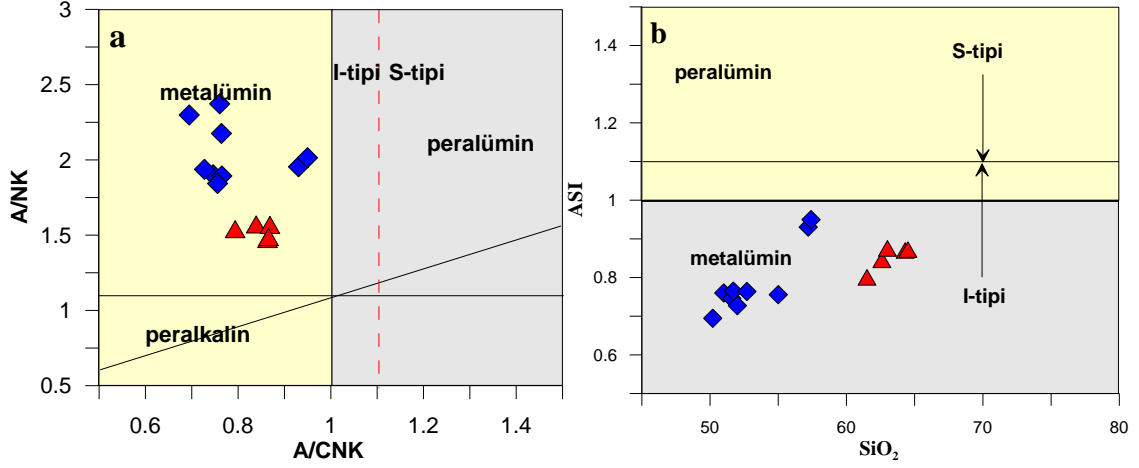 a
3
2.5
2
1.5
1
0.5
A/NK
I-tipi S-tipi
metalümin
peralümin
peralkalin
0.6 0.8 1 1.2 1.4
A/CNK
b
1.4
1.2
1
0.8
0.6
ASI
S-tipi
peralümin
metalümin
I-tipi
50 60 70 80
SiO2